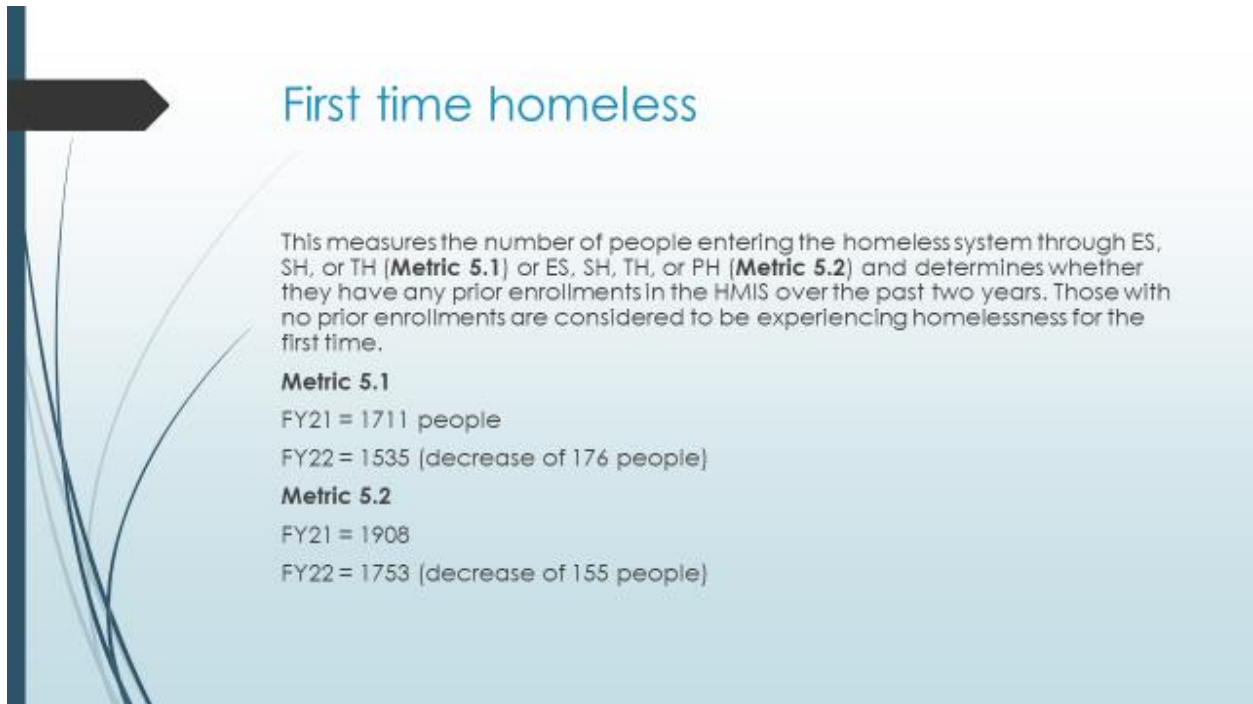 First time homeless
This measures the number of people entering the homeless system through ES,
SH, or TH (Metric 5.1) or ES, SH, TH, or PH (Metric 5.2) and determines whether
they have any prior enrollments in the HMIS over the past two years. Those with
no prior enrollments are considered to be experiencing homelessness for the
first time.
Metric 5.1
FY21 = 1711 people
FY22 = 1535 (decrease of 176 people)
Metric 5.2
FY21 = 1908
FY22 = 1753 (decrease of 155 people)